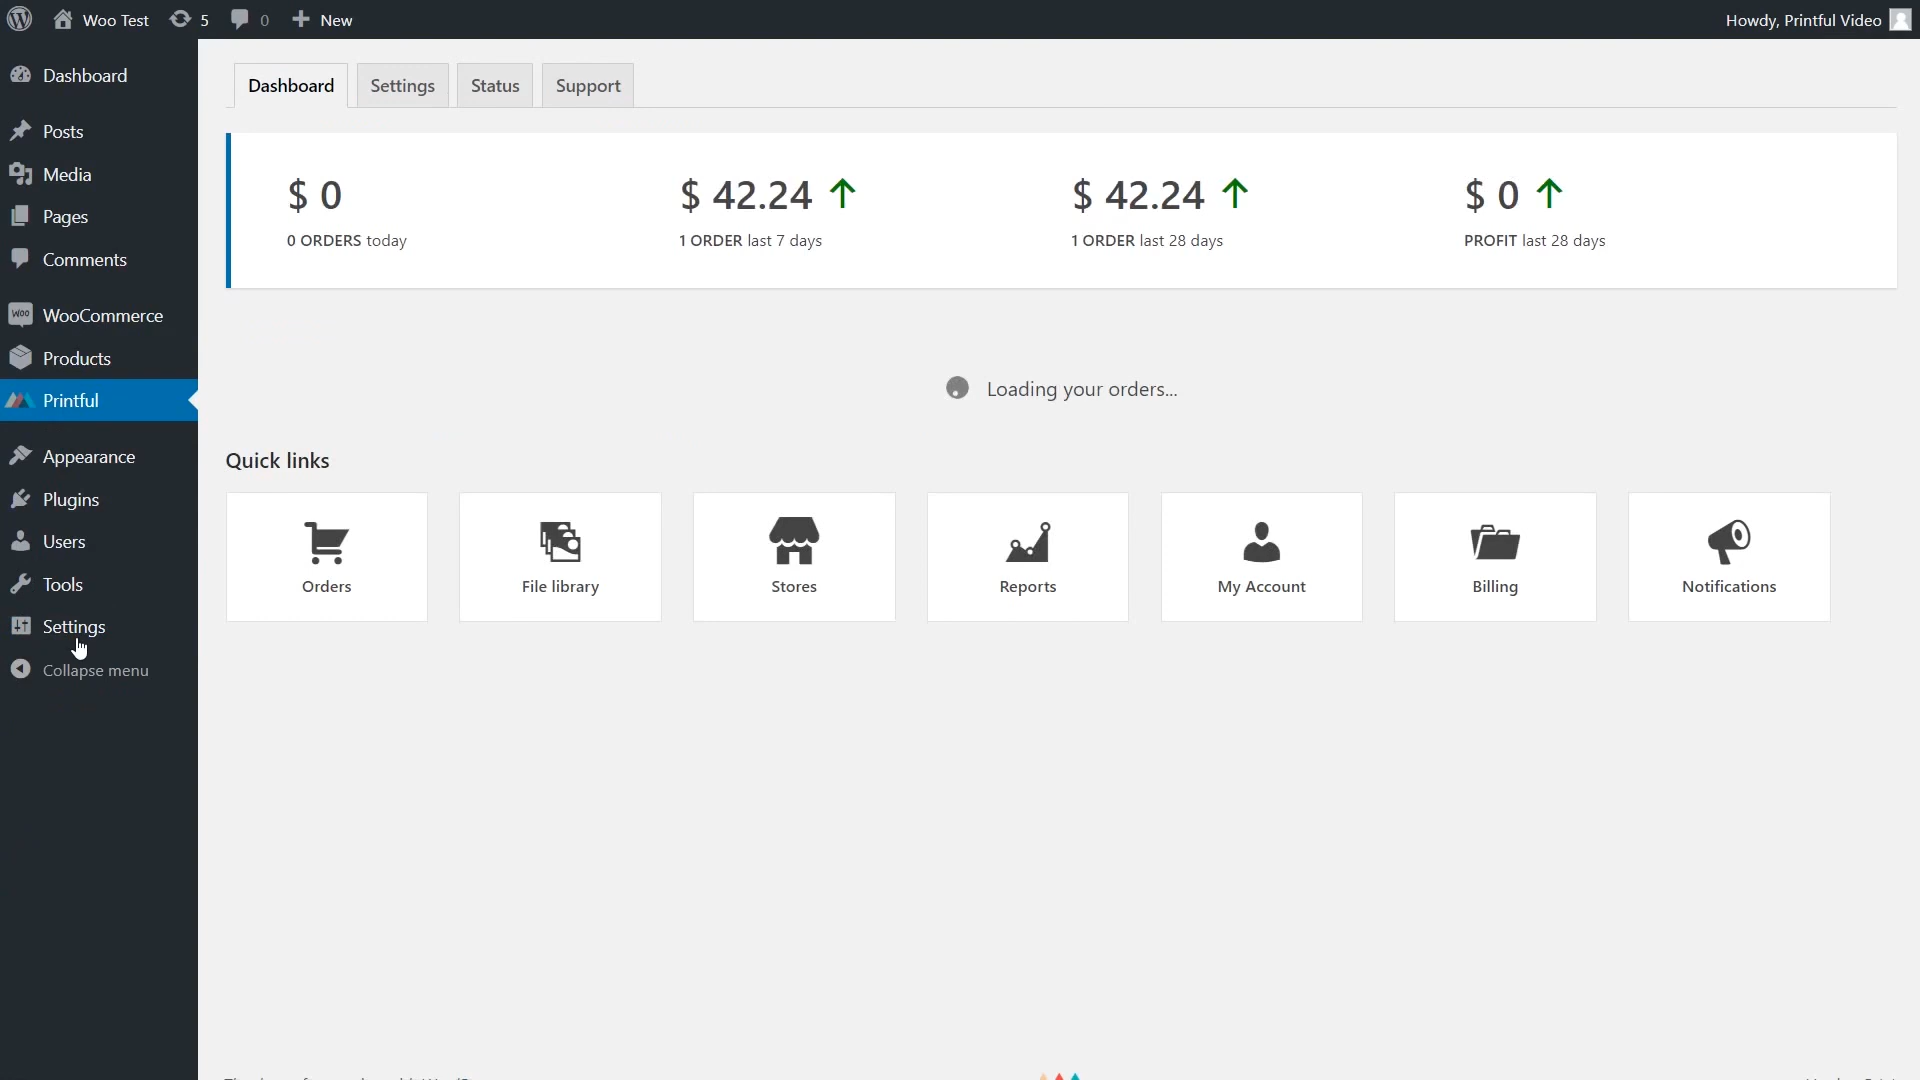 Woo Test 5 0 New Howdy, Printful Video
Dashboard
Posts
Media
Pages
Comments
WOO WooCommerce
Products
Printful
Appearance
Plugins
Users
Tools
Settings
Collapse menu
Dashboard Settings Status Support
$ 0 $ 42.24 ↑ $ 42.24 ↑ $ 0 ↑
0 ORDERS today 1 ORDER last 7 days 1 ORDER last 28 days PROFIT last 28 days
Loading your orders...
Quick links
Orders File library Stores Reports My Account Billing Notifications